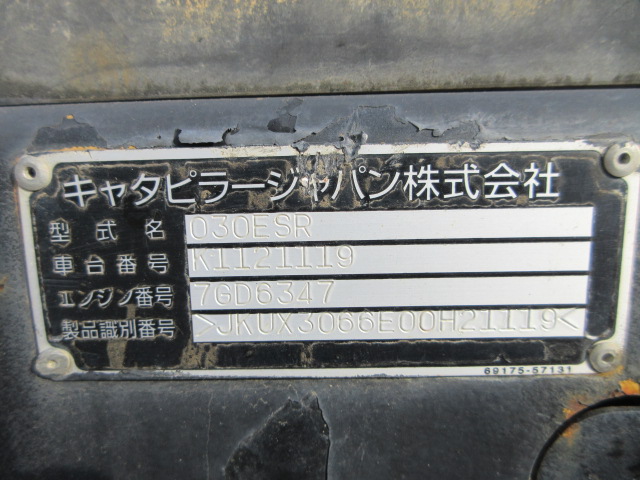 キャタピラージャパン株式会社
型式名 030ESR
車台番号 K1121119
エンジン番号 7GD6347
製品識別番号 >JKUX3066E00H21119<
69175-57131